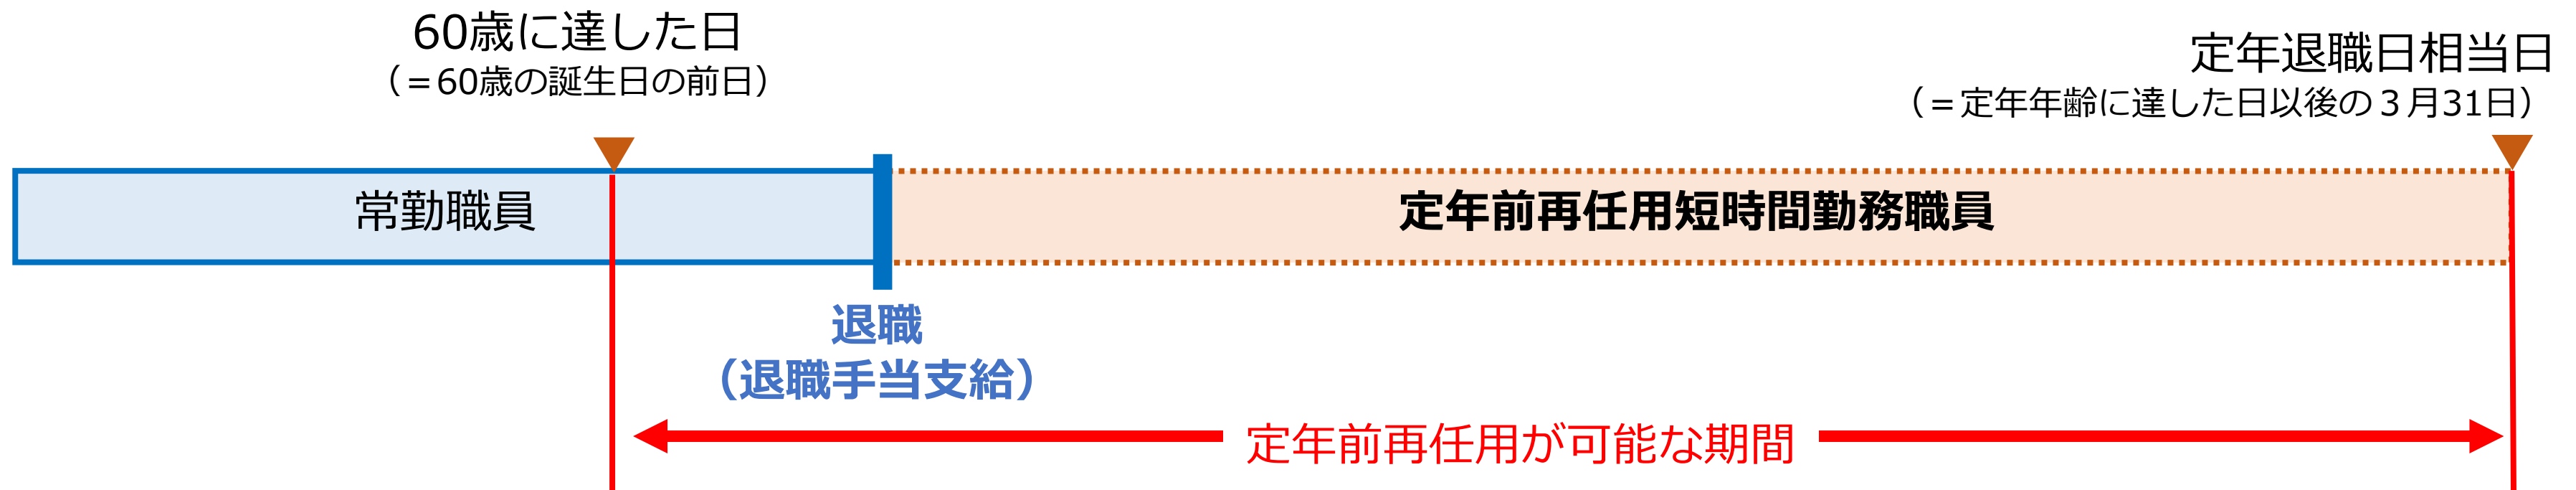 60歳に達した日
（＝60歳の誕生日の前日）
定年退職日相当日
（＝定年年齢に達した日以後の３月31日）
常勤職員
定年前再任用短時間勤務職員
退職
（退職手当支給）
定年前再任用が可能な期間